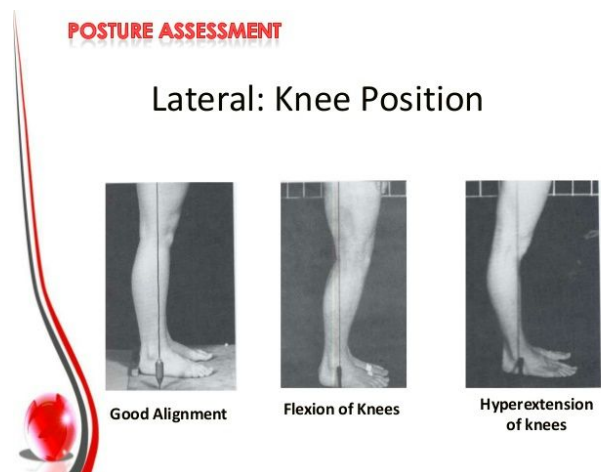 POSTURE ASSESSMENT
Lateral: Knee Position
Good Alignment
Flexion of Knees
Hyperextension
of knees